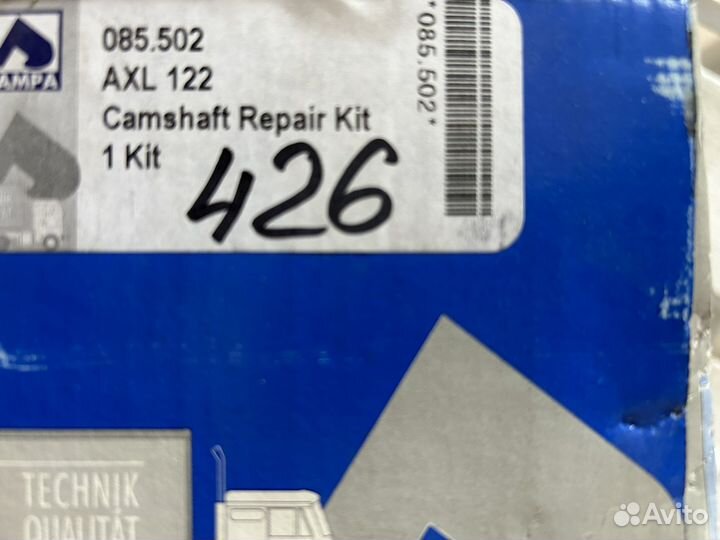 085.502
AXL 122
Camshaft Repair Kit
1 Kit
426
*085.502*
AMPA
TECHNIK
QUALITÄT
Avito